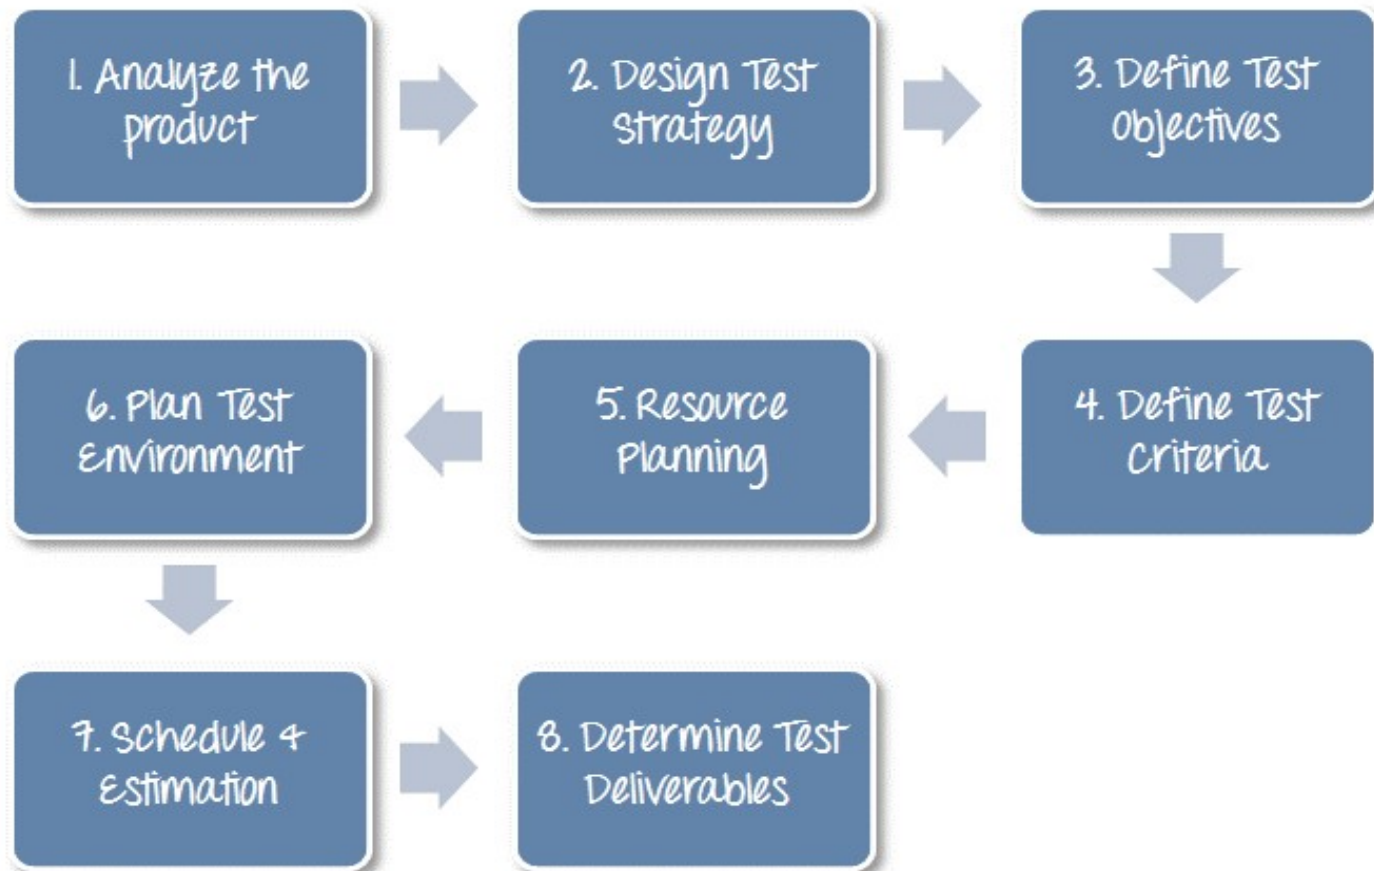 1. Analyze the
product
2. Design Test
Strategy
3. Define Test
Objectives
4. Define Test
Criteria
5. Resource
Planning
6. Plan Test
Environment
7. Schedule &
Estimation
8. Determine Test
Deliverables